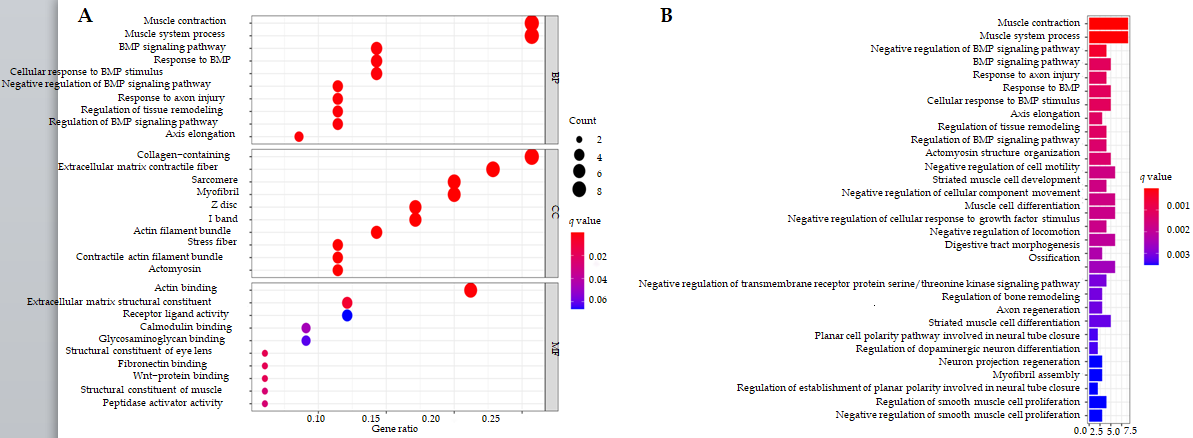 A
Muscle contraction
Muscle system process
BMP signaling pathway
Response to BMP
Cellular response to BMP stimulus
Negative regulation of BMP signaling pathway
Response to axon injury
Regulation of tissue remodeling
Regulation of BMP signaling pathway
Axis elongation
BP
Collagen-containing
Extracellular matrix contractile fiber
Sarcomere
Myofibril
Z disc
I band
Actin filament bundle
Stress fiber
Contractile actin filament bundle
Actomyosin
CC
Actin binding
Extracellular matrix structural constituent
Receptor ligand activity
Calmodulin binding
Glycosaminoglycan binding
Structural constituent of eye lens
Fibronectin binding
Wnt-protein binding
Structural constituent of muscle
Peptidase activator activity
MF
0.10 0.15 0.20 0.25
Gene ratio
Count
2
4
6
8
q value
0.02
0.04
0.06
B
Muscle contraction
Muscle system process
Negative regulation of BMP signaling pathway
BMP signaling pathway
Response to axon injury
Response to BMP
Cellular response to BMP stimulus
Axis elongation
Regulation of tissue remodeling
Regulation of BMP signaling pathway
Actomyosin structure organization
Negative regulation of cell motility
Striated muscle cell development
Negative regulation of cellular component movement
Muscle cell differentiation
Negative regulation of cellular response to growth factor stimulus
Negative regulation of locomotion
Digestive tract morphogenesis
Ossification
Negative regulation of transmembrane receptor protein serine/threonine kinase signaling pathway
Regulation of bone remodeling
Axon regeneration
Striated muscle cell differentiation
Planar cell polarity pathway involved in neural tube closure
Regulation of dopaminergic neuron differentiation
Neuron projection regeneration
Myofibril assembly
Regulation of establishment of planar polarity involved in neural tube closure
Regulation of smooth muscle cell proliferation
Negative regulation of smooth muscle cell proliferation
0.0 2.5 5.0 7.5
q value
0.001
0.002
0.003